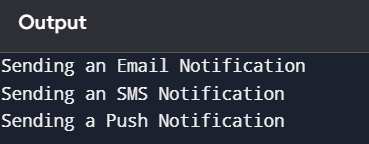 Output
Sending an Email Notification
Sending an SMS Notification
Sending a Push Notification